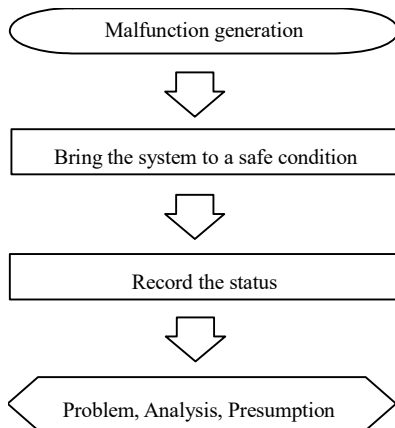 Malfunction generation
Bring the system to a safe condition
Record the status
Problem, Analysis, Presumption